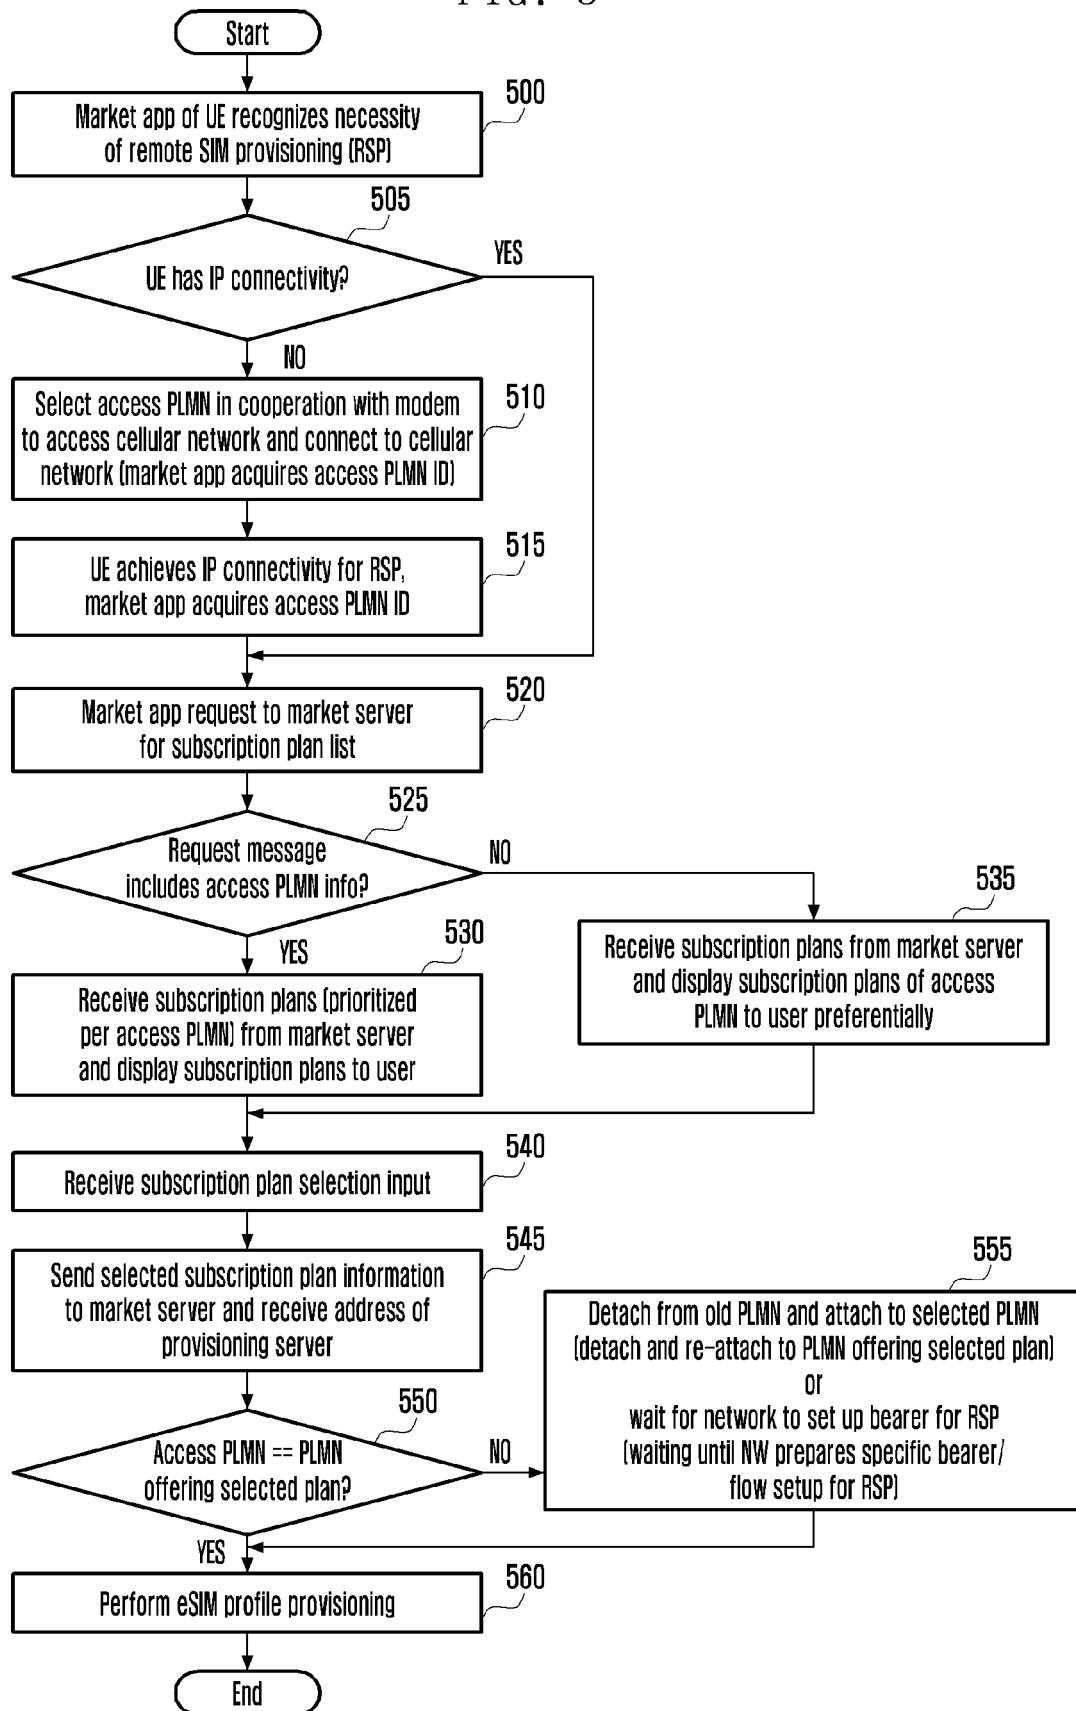 Start
500
Market app of UE recognizes necessity
of remote SIM provisioning (RSP)
505
UE has IP connectivity?
YES
NO
510
Select access PLMN in cooperation with modem
to access cellular network and connect to cellular
network (market app acquires access PLMN ID)
515
UE achieves IP connectivity for RSP,
market app acquires access PLMN ID
520
Market app request to market server
for subscription plan list
525
Request message
includes access PLMN info?
NO
YES
530
Receive subscription plans (prioritized
per access PLMN) from market server
and display subscription plans to user
535
Receive subscription plans from market server
and display subscription plans of access
PLMN to user preferentially
540
Receive subscription plan selection input
545
Send selected subscription plan information
to market server and receive address of
provisioning server
550
Access PLMN == PLMN
offering selected plan?
NO
YES
555
Detach from old PLMN and attach to selected PLMN
(detach and re-attach to PLMN offering selected plan)
or
wait for network to set up bearer for RSP
(waiting until NW prepares specific bearer/
flow setup for RSP)
560
Perform eSIM profile provisioning
End